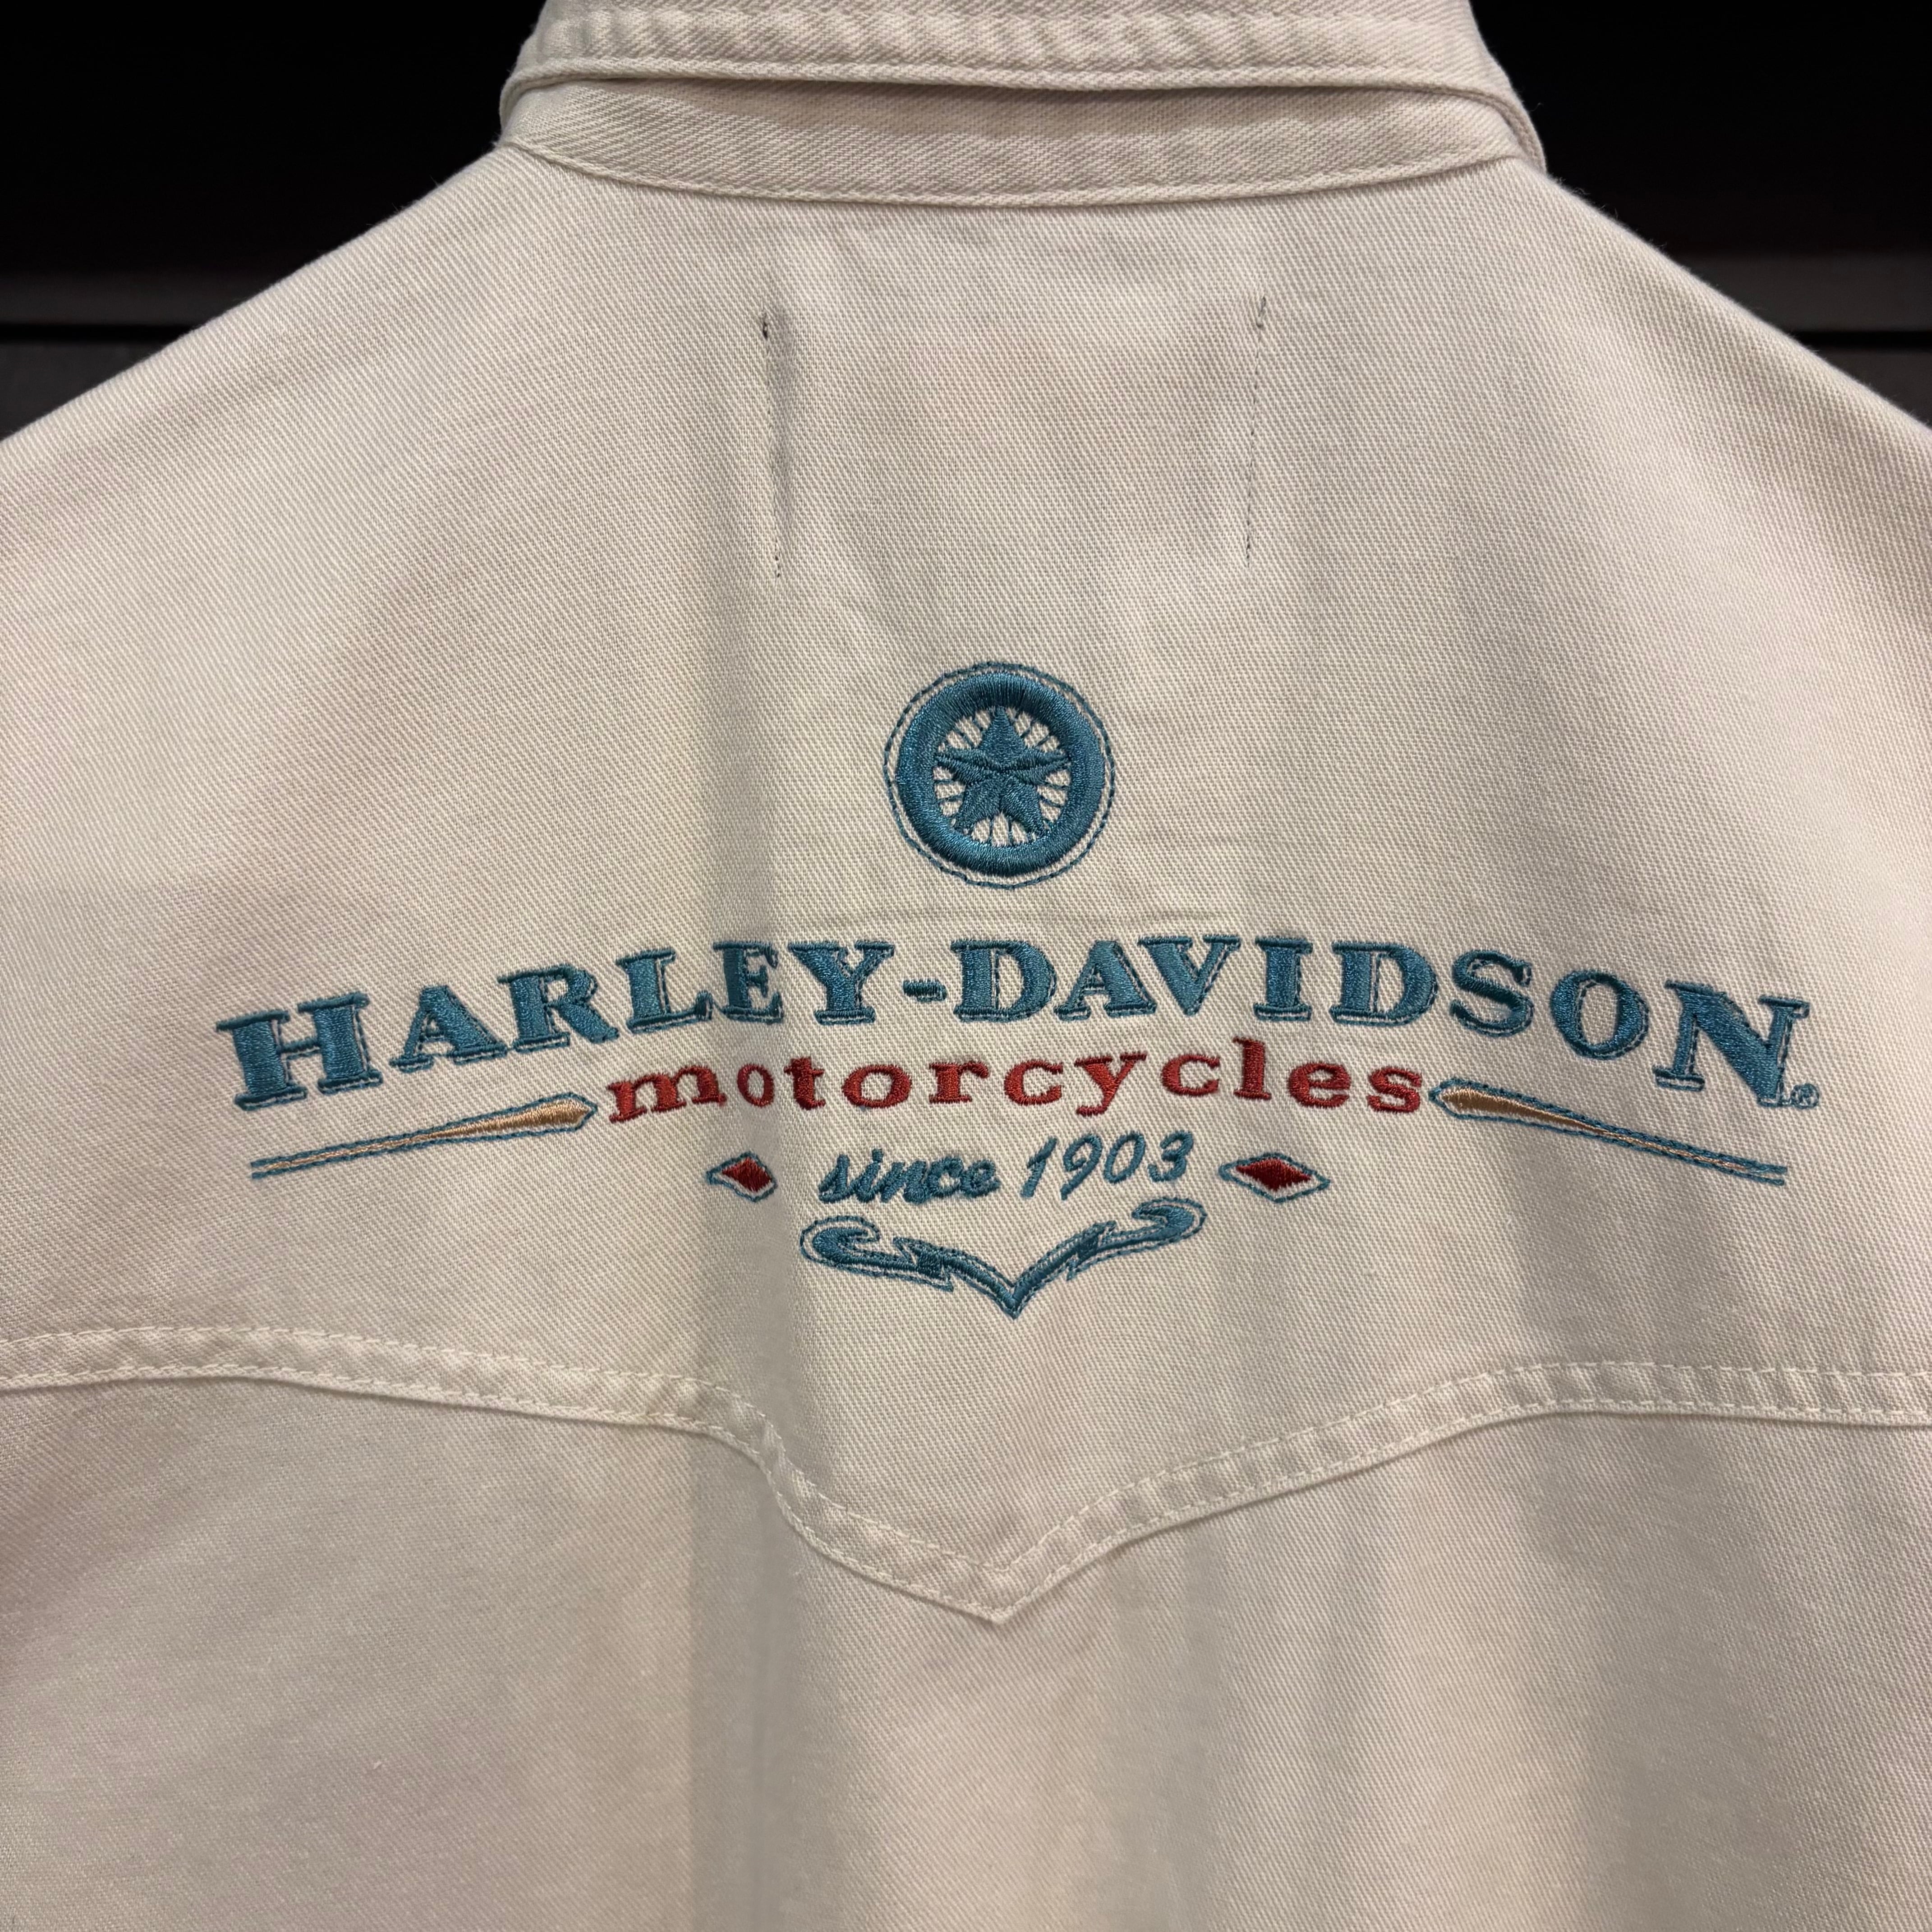 HARLEY-DAVIDSON®
motorcycles
since 1903